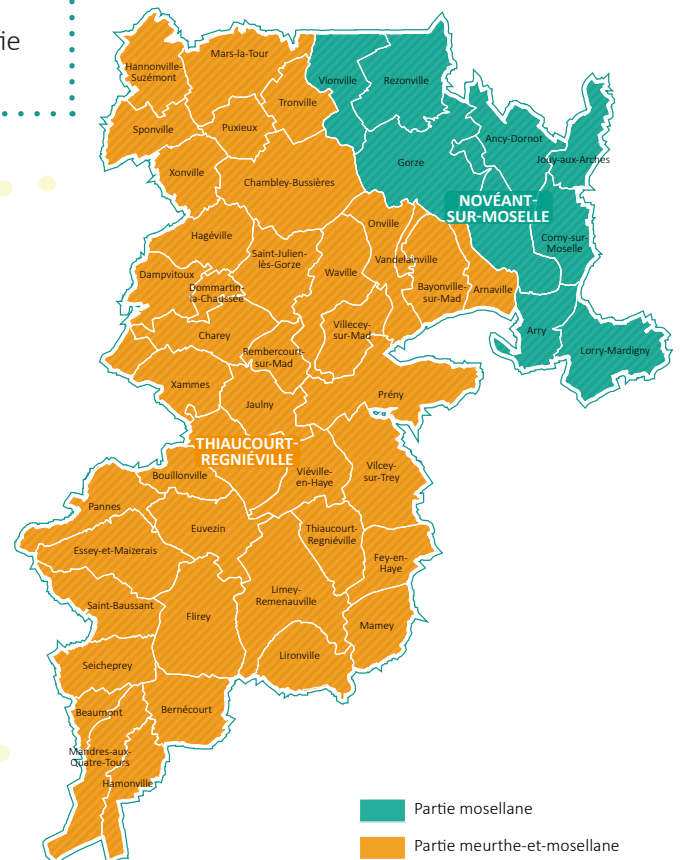 ie
Mars-la-Tour
Hannonville-
Suzémont
Vionville
Rezonville
Tronville
Sponville
Puxieux
Ancy-Dornot
Jouy-aux-Arches
Gorze
Xonville
Chambley-Bussières
NOVÉANT-
SUR-MOSELLE
Onville
Hagéville
Corny-sur-
Moselle
Saint-Julien-
lès-Gorze
Vandelainville
Waville
Dampvitoux
Dommartin-
la-Chaussée
Bayonville-
sur-Mad
Arnaville
Villecey-
sur-Mad
Arry
Charey
Lorry-Mardigny
Rembercourt-
sur-Mad
Xammes
Prény
Jaulny
THIAUCOURT-
REGNIÉVILLE
Bouillonville
Viéville-
en-Haye
Vilcey-
sur-Trey
Pannes
Euvezin
Thiaucourt-
Regniéville
Essey-et-Maizerais
Fey-en-
Haye
Limey-
Remenauville
Saint-Baussant
Flirey
Mamey
Lironville
Seicheprey
Beaumont
Bernécourt
Mandres-aux-
Quatre-Tours
Hamonville
Partie mosellane
Partie meurthe-et-mosellane